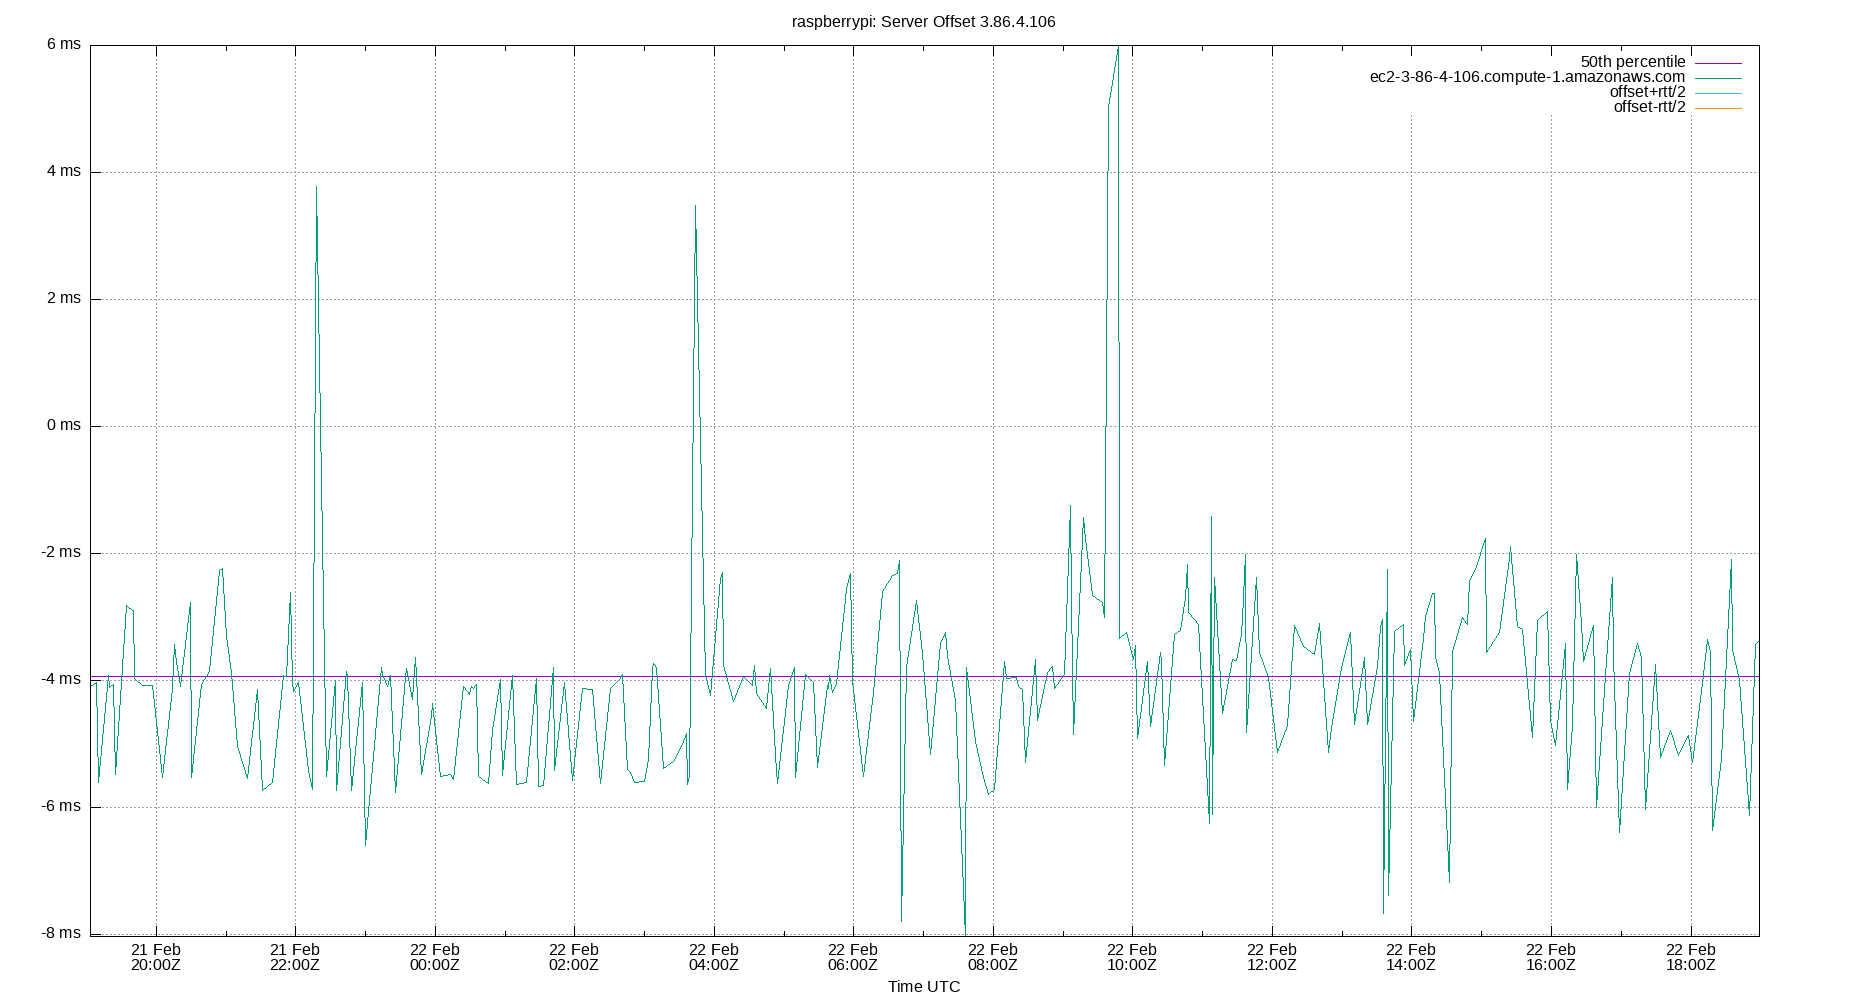 raspberrypi: Server Offset 3.86.4.106
6 ms
4 ms
2 ms
0 ms
-2 ms
-4 ms
-6 ms
-8 ms
50th percentile
ec2-3-86-4-106.compute-1.amazonaws.com
offset+rtt/2
offset-rtt/2
21 Feb 21 Feb 22 Feb 22 Feb 22 Feb 22 Feb 22 Feb 22 Feb 22 Feb 22 Feb 22 Feb 22 Feb
20:00Z 22:00Z 00:00Z 02:00Z 04:00Z 06:00Z 08:00Z 10:00Z 12:00Z 14:00Z 16:00Z 18:00Z
Time UTC